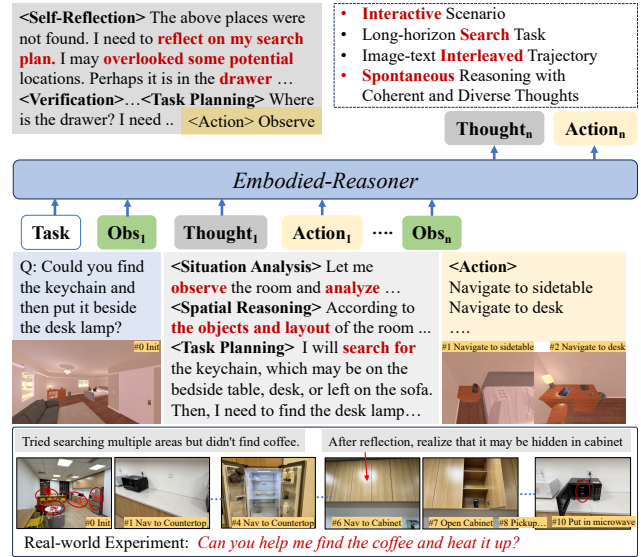 <Self-Reflection> The above places were
not found. I need to reflect on my search
plan. I may overlooked some potential
locations. Perhaps it is in the drawer …
<Verification>…<Task Planning> Where
is the drawer? I need ..
<Action> Observe
• Interactive Scenario
• Long-horizon Search Task
• Image-text Interleaved Trajectory
• Spontaneous Reasoning with
Coherent and Diverse Thoughts
Thoughtn
Actionn
Embodied-Reasoner
Task
Obs1
Thought1
Action1
....
Obsn
Q: Could you find
the keychain and
then put it beside
the desk lamp?
#0 Init
<Situation Analysis> Let me
observe the room and analyze …
<Spatial Reasoning> According to
the objects and layout of the room ...
<Task Planning> I will search for
the keychain, which may be on the
bedside table, desk, or left on the sofa.
Then, I need to find the desk lamp…
<Action>
Navigate to sidetable
Navigate to desk
….
#1 Navigate to sidetable
#2 Navigate to desk
Tried searching multiple areas but didn't find coffee.
After reflection, realize that it may be hidden in cabinet
#0 Init
#1 Nav to Countertop
#4 Nav to Countertop
#6 Nav to Cabinet
#7 Open Cabinet
#8 Pickup…
#10 Put in microwave
Real-world Experiment: Can you help me find the coffee and heat it up?